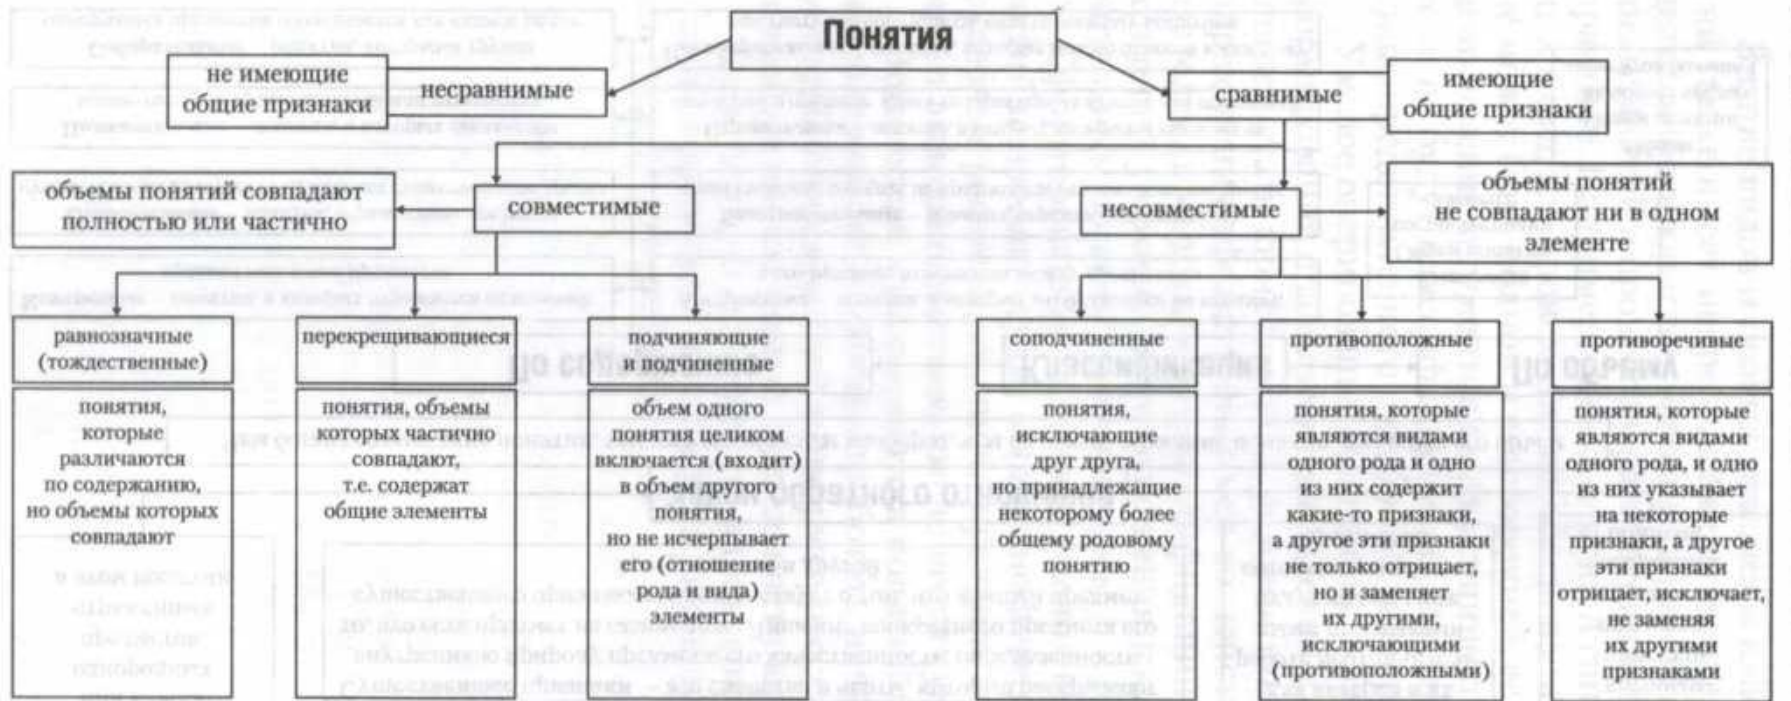 Понятия
не имеющие
общие признаки
несравнимые
сравнимые
имеющие
общие признаки
объемы понятий совпадают
полностью или частично
совместимые
несовместимые
объемы понятий
не совпадают ни в одном
элементе
равнозначные
(тождественные)
перекрещивающиеся
подчиняющие
и подчиненные
соподчиненные
противоположные
противоречивые
понятия,
которые
различаются
по содержанию,
но объемы которых
совпадают
понятия, объемы
которых частично
совпадают,
т.е. содержат
общие элементы
объем одного
понятия целиком
включается (входит)
в объем другого
понятия,
но не исчерпывает
его (отношение
рода и вида)
элементы
понятия,
исключающие
друг друга,
но принадлежащие
некоторому более
общему родовому
понятию
понятия, которые
являются видами
одного рода и одно
из них содержит
какие-то признаки,
а другое эти признаки
не только отрицает,
но и заменяет
их другими,
исключающими
(противоположными)
понятия, которые
являются видами
одного рода, и одно
из них указывает
на некоторые
признаки, а другое
эти признаки
отрицает, исключает,
не заменяя
их другими
признаками